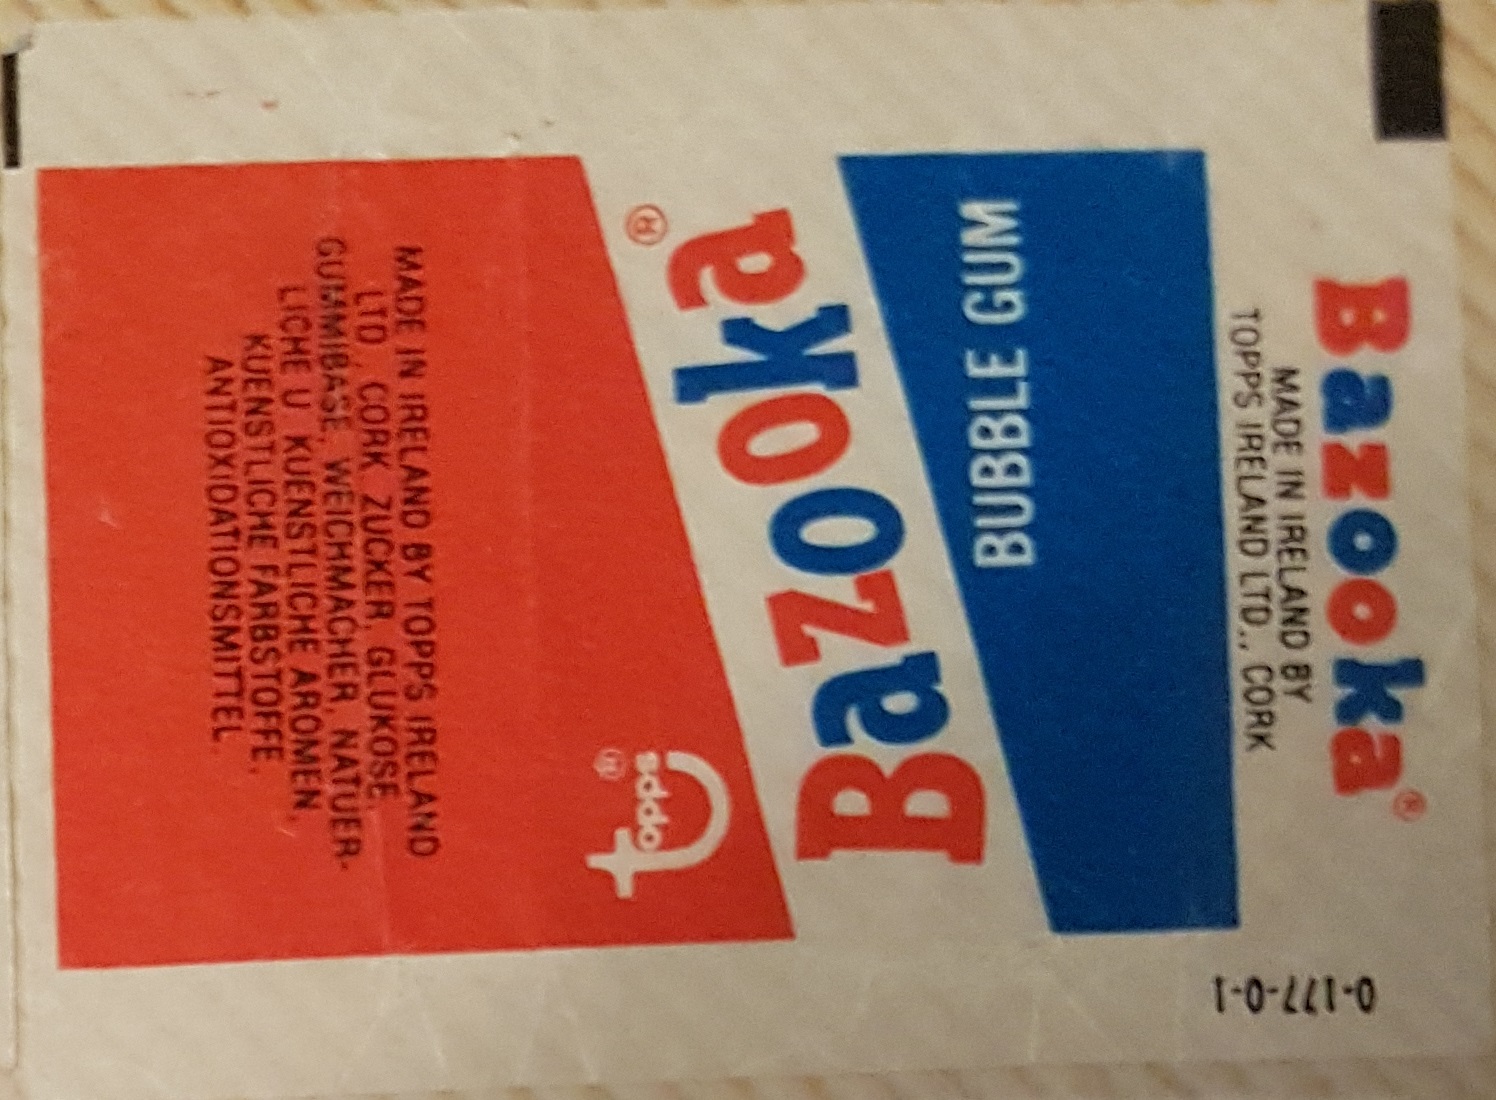 Bazooka®
MADE IN IRELAND BY
TOPPS IRELAND LTD., CORK
BUBBLE GUM
Bazooka®
topps®
MADE IN IRELAND BY TOPPS IRELAND
LTD. CORK ZUCKER, GLUKOSE,
GUMMIBASE, WEICHMACHER, NATUER-
LICHE U KUENSTLICHE AROMEN,
KUENSTLICHE FARBSTOFFE,
ANTIOXIDATIONSMITTEL.
0-177-0-1